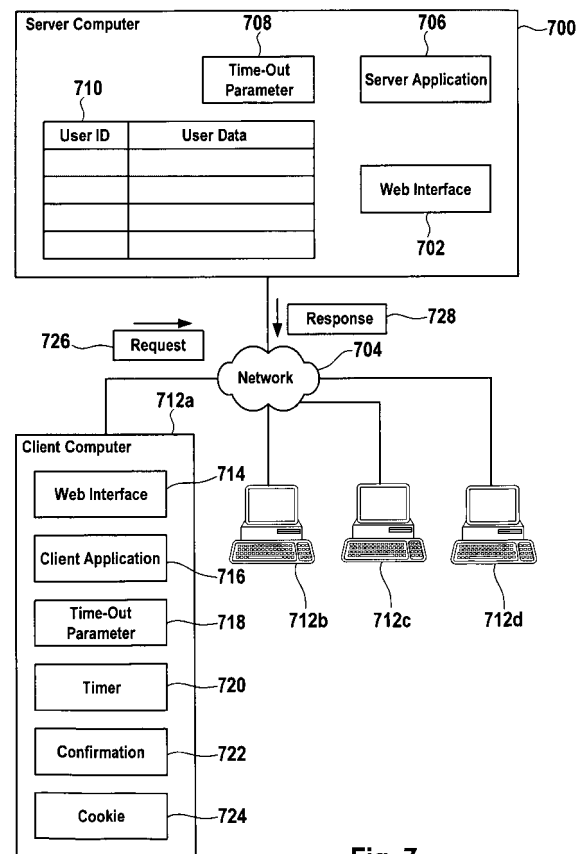 Server Computer
708
706
700
Time-Out
Parameter
Server Application
710
User ID
User Data
Web Interface
702
726
Request
Response
728
Network
704
712a
Client Computer
Web Interface
714
Client Application
716
Time-Out
Parameter
718
Timer
720
Confirmation
722
Cookie
724
712b
712c
712d
Fig. 7